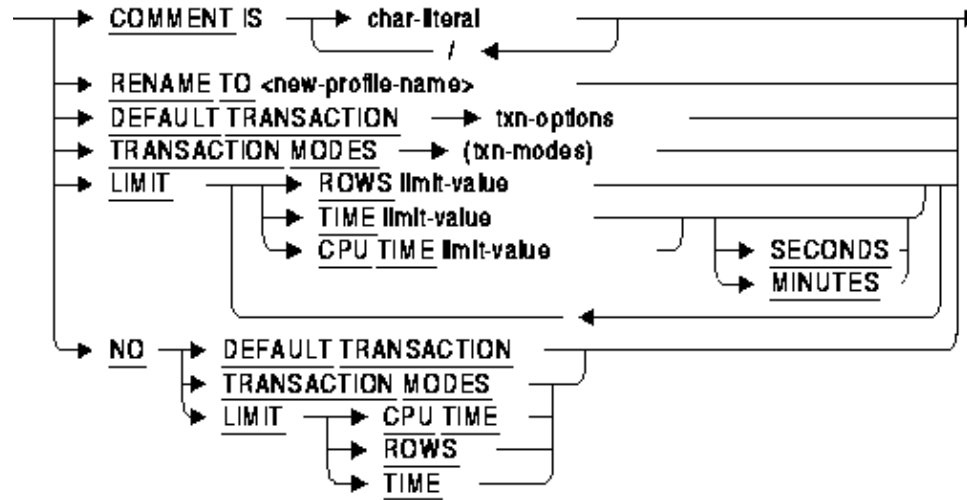 COMMENT IS char-literal
/
RENAME TO <new-profile-name>
DEFAULT TRANSACTION txn-options
TRANSACTION MODES (txn-modes)
LIMIT ROWS limit-value
TIME limit-value
CPU TIME limit-value SECONDS
MINUTES
NO DEFAULT TRANSACTION
TRANSACTION MODES
LIMIT CPU TIME
ROWS
TIME